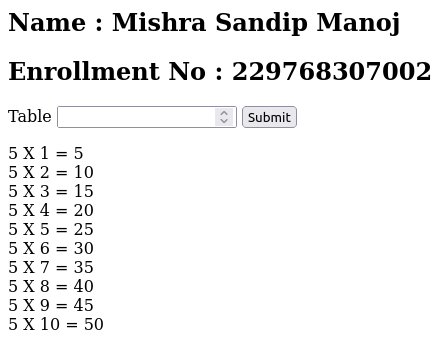 Name : Mishra Sandip Manoj
Enrollment No : 229768307002
Table Submit
5 X 1 = 5
5 X 2 = 10
5 X 3 = 15
5 X 4 = 20
5 X 5 = 25
5 X 6 = 30
5 X 7 = 35
5 X 8 = 40
5 X 9 = 45
5 X 10 = 50